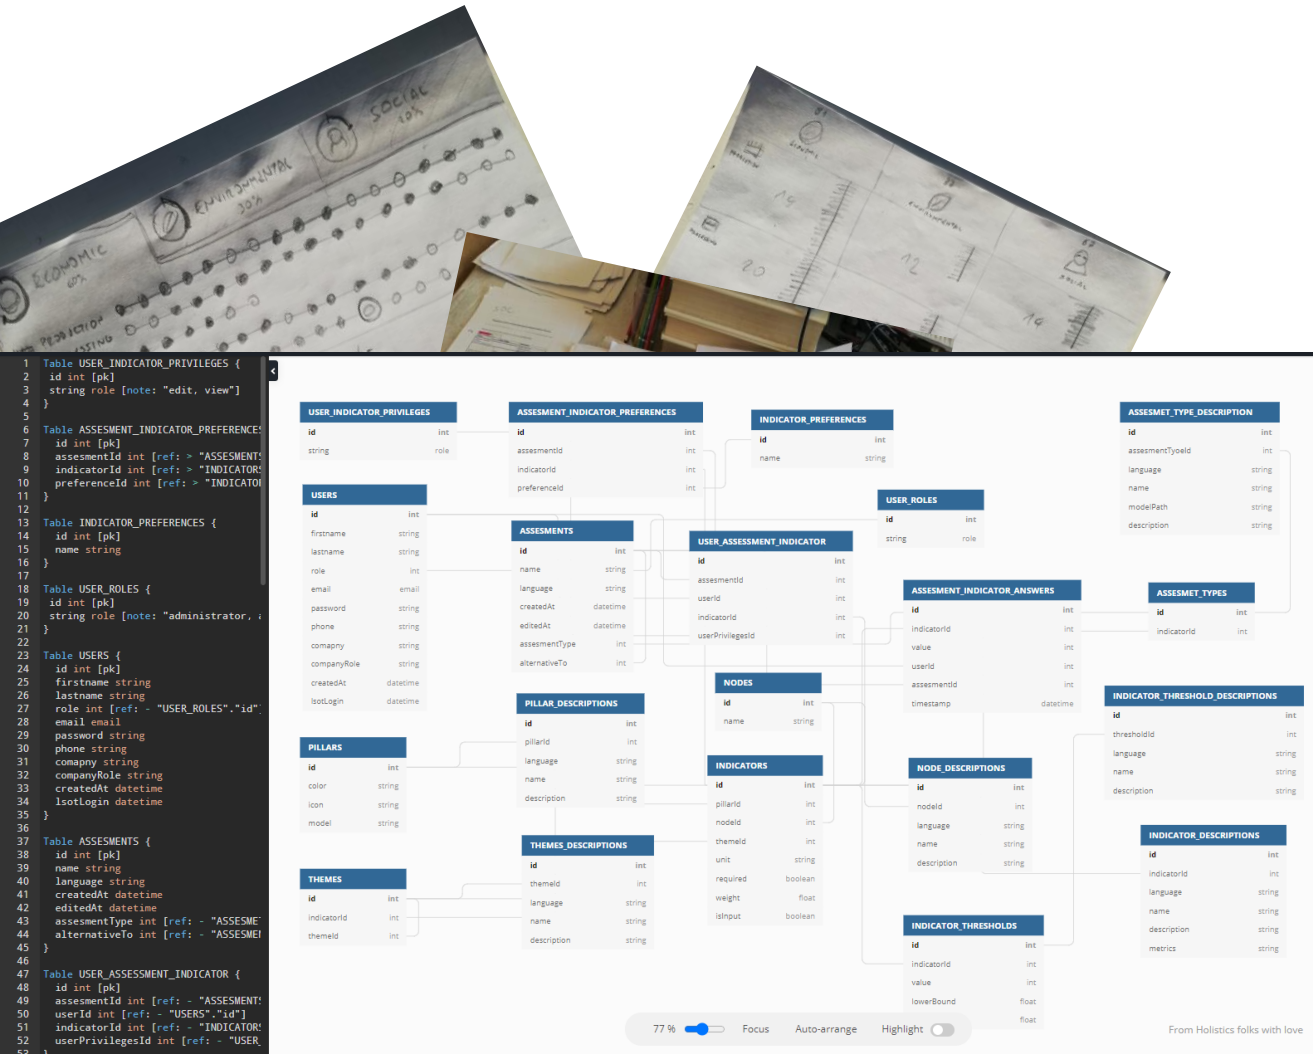 SOCIAL
10%
ENVIRONMENTAL
30%
ECONOMIC
60%
PRODUCTION
20
12
14
1 Table USER_INDICATOR_PRIVILEGES {
2 id int [pk]
3 string role [note: "edit, view"]
4 }
5
6 Table ASSESMENT_INDICATOR_PREFERENCES
7 id int [pk]
8 assesmentId int [ref: > "ASSESMENTS
9 indicatorId int [ref: > "INDICATORS
10 preferenceId int [ref: > "INDICATO
11 }
12
13 Table INDICATOR_PREFERENCES {
14 id int [pk]
15 name string
16 }
17
18 Table USER_ROLES {
19 id int [pk]
20 string role [note: "administrator,
21 }
22
23 Table USERS {
24 id int [pk]
25 firstname string
26 lastname string
27 role int [ref: - "USER_ROLES"."id"
28 email email
29 password string
30 phone string
31 comapny string
32 companyRole string
33 createdAt datetime
34 lsotLogin datetime
35 }
36
37 Table ASSESMENTS {
38 id int [pk]
39 name string
40 language string
41 createdAt datetime
42 editedAt datetime
43 assesmentType int [ref: - "ASSESME
44 alternativeTo int [ref: - "ASSESME
45 }
46
47 Table USER_ASSESSMENT_INDICATOR {
48 id int [pk]
49 assesmentId int [ref: - "ASSESMENTS
50 userId int [ref: - "USERS"."id"]
51 indicatorId int [ref: - "INDICATORS
52 userPrivilegesId int [ref: - "USER_
53 }
USER_INDICATOR_PRIVILEGES
id int
string role
ASSESMENT_INDICATOR_PREFERENCES
id int
assesmentId int
indicatorId int
preferenceId int
INDICATOR_PREFERENCES
id int
name string
ASSESMET_TYPE_DESCRIPTION
id int
assesmentTyoeId int
language string
name string
modelPath string
description string
USERS
id int
firstname string
lastname string
role int
email email
password string
phone string
comapny string
companyRole string
createdAt datetime
lsotLogin datetime
ASSESMENTS
id int
name string
language string
createdAt datetime
editedAt datetime
assesmentType int
alternativeTo int
USER_ROLES
id int
string role
USER_ASSESSMENT_INDICATOR
id int
assesmentId int
userId int
indicatorId int
userPrivilegesId int
ASSESMENT_INDICATOR_ANSWERS
id int
indicatorId int
value int
userId int
assesmentId int
timestamp datetime
ASSESMET_TYPES
id int
indicatorId int
NODES
id int
name string
PILLAR_DESCRIPTIONS
id int
pillarId int
language string
name string
description string
INDICATOR_THRESHOLD_DESCRIPTIONS
id int
thresholdId int
language string
name string
description string
PILLARS
id int
color string
icon string
model string
INDICATORS
id int
pillarId int
nodeId int
themeId int
unit string
required boolean
weight float
isInput boolean
NODE_DESCRIPTIONS
id int
nodeId int
language string
name string
description string
THEMES_DESCRIPTIONS
id int
themeId int
language string
name string
description string
INDICATOR_DESCRIPTIONS
id int
indicatorId int
language string
name string
description string
metrics string
THEMES
id int
indicatorId int
themeId int
INDICATOR_THRESHOLDS
id int
indicatorId int
value int
lowerBound float
float
77 % Focus Auto-arrange Highlight
From Holistics folks with love